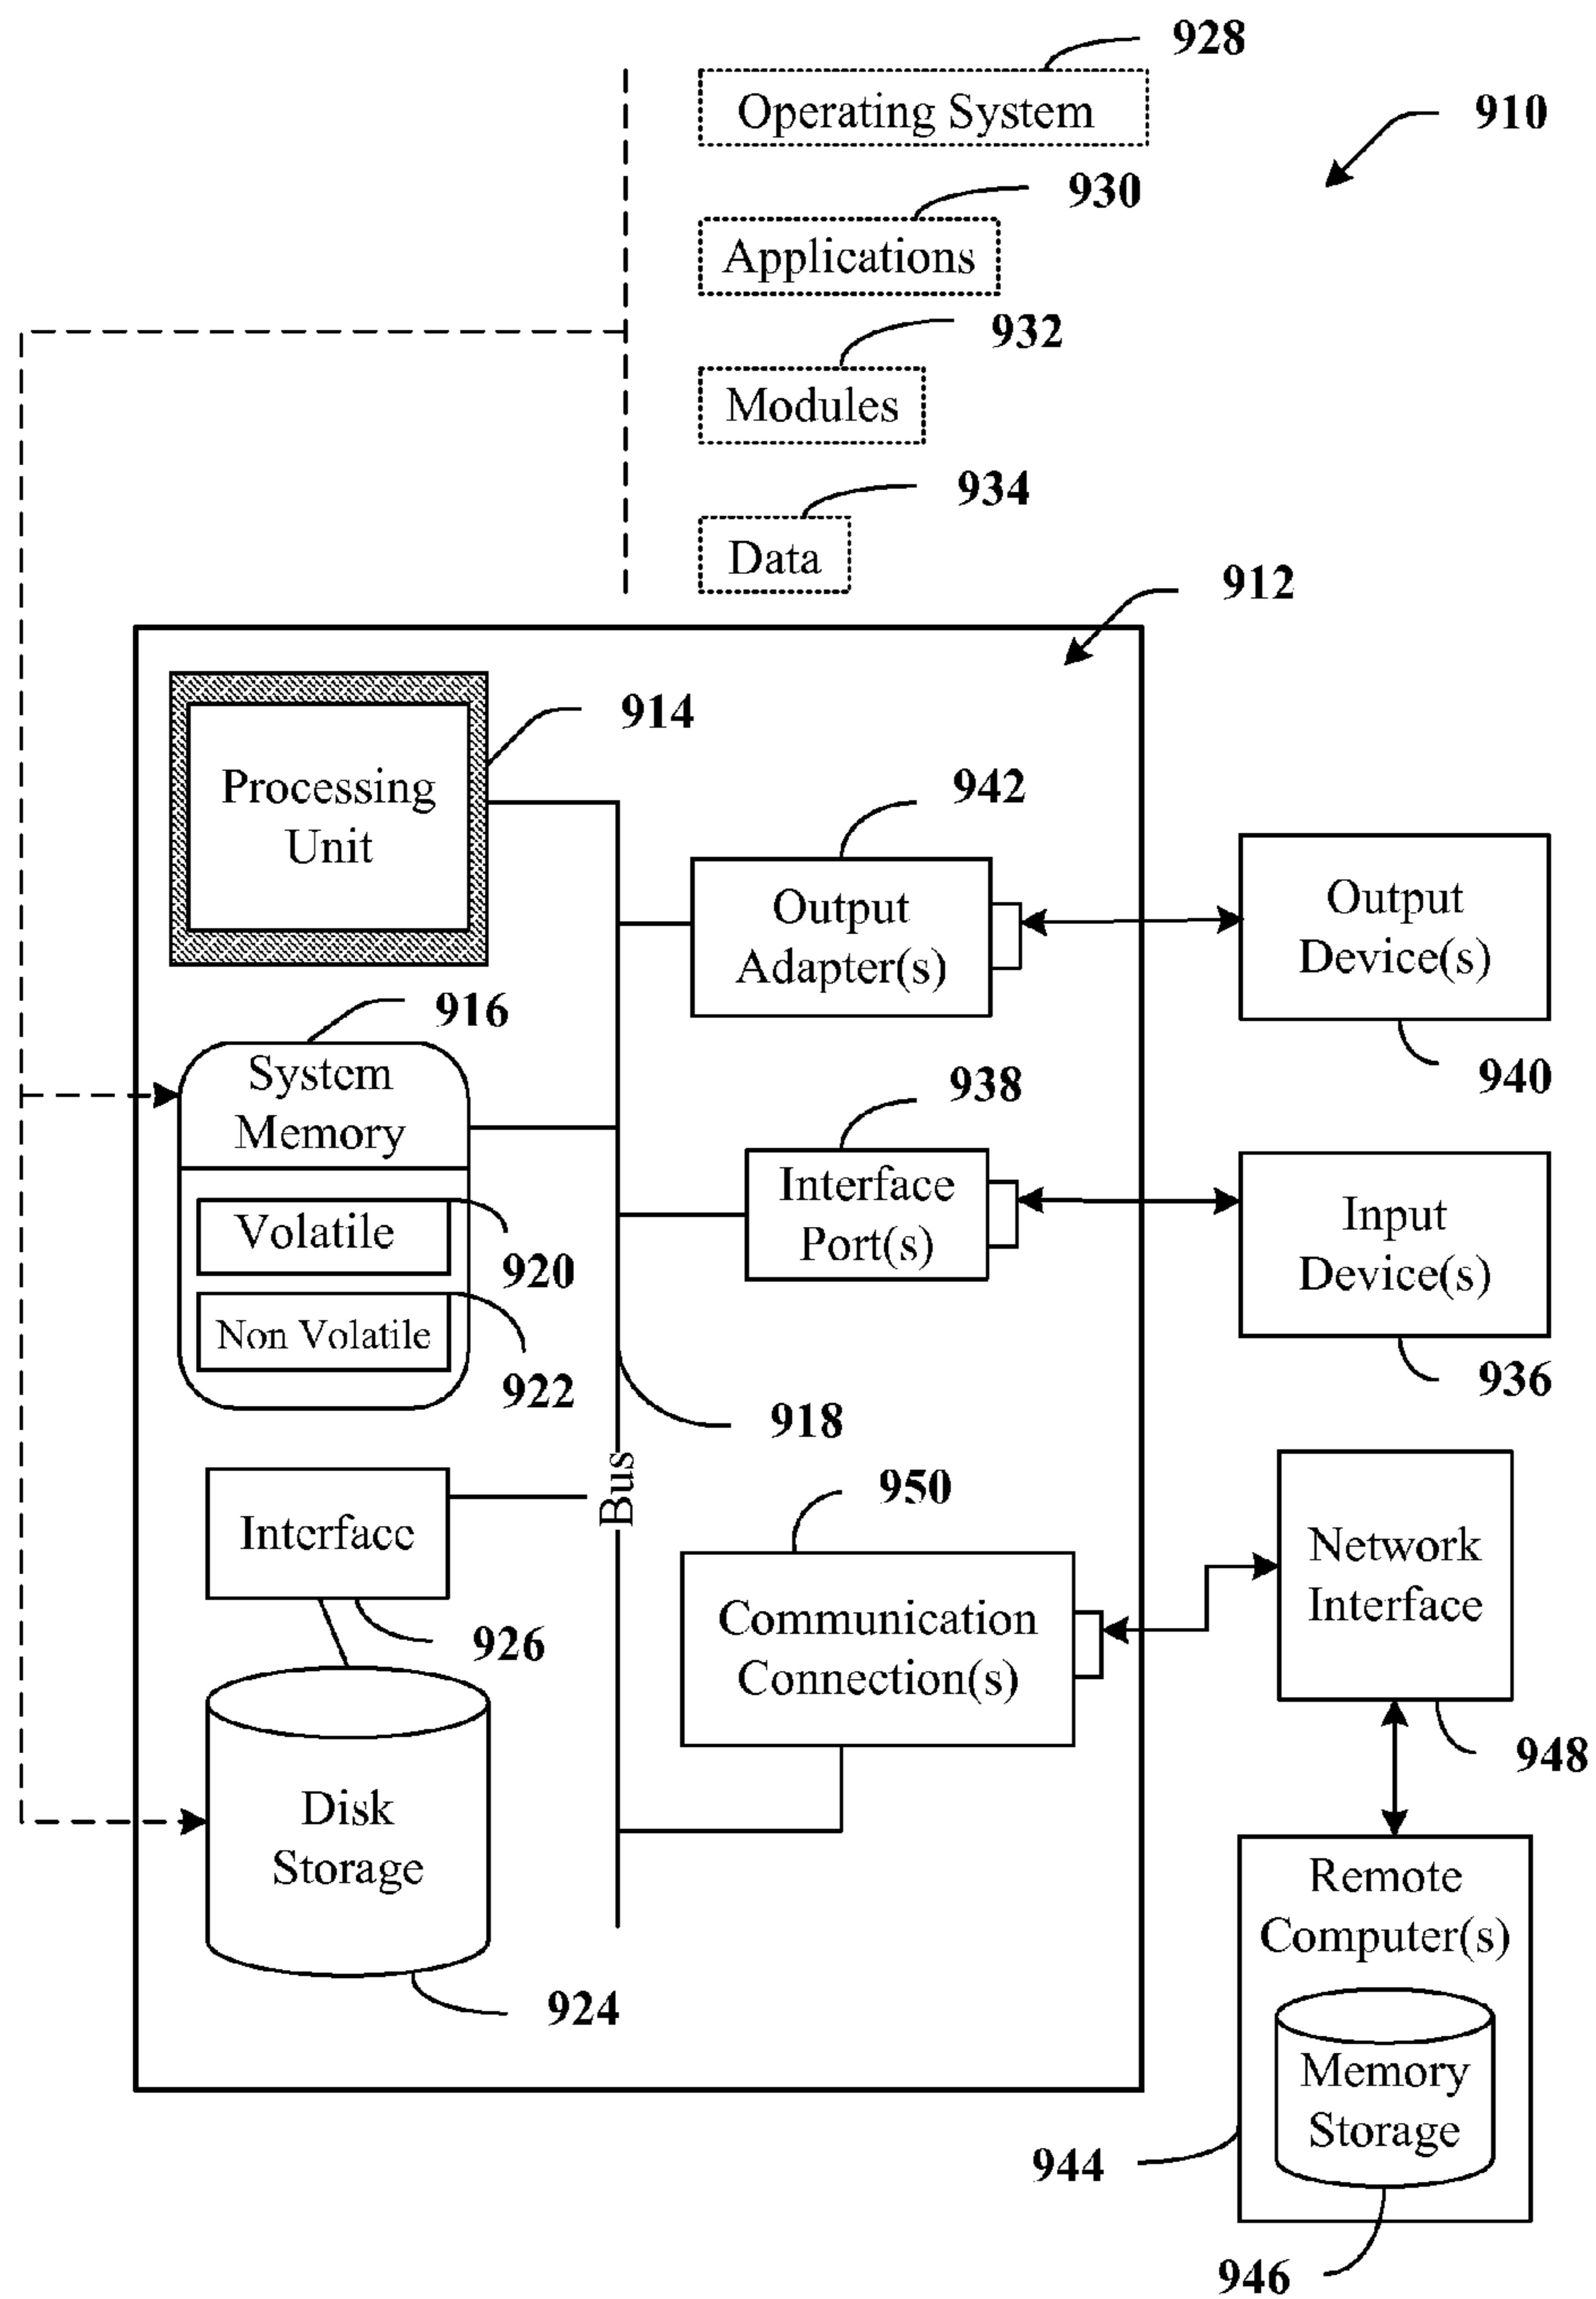 928
Operating System
910
930
Applications
932
Modules
934
Data
912
914
Processing
Unit
942
Output
Adapter(s)
Output
Device(s)
940
916
System
Memory
938
Interface
Port(s)
Input
Device(s)
936
Volatile
920
Non Volatile
922
918
Bus
950
Interface
926
Communication
Connection(s)
Network
Interface
948
Disk
Storage
924
Remote
Computer(s)
Memory
Storage
944
946